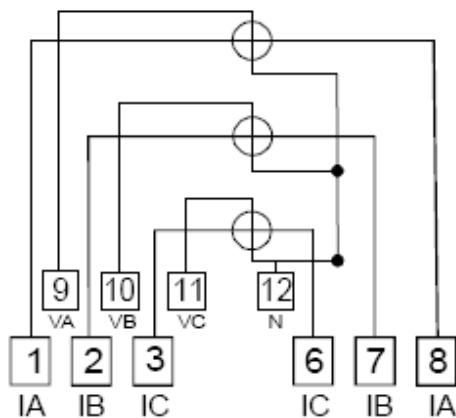 9 10 11 12
VA VB VC N
1 2 3 6 7 8
IA IB IC IC IB IA